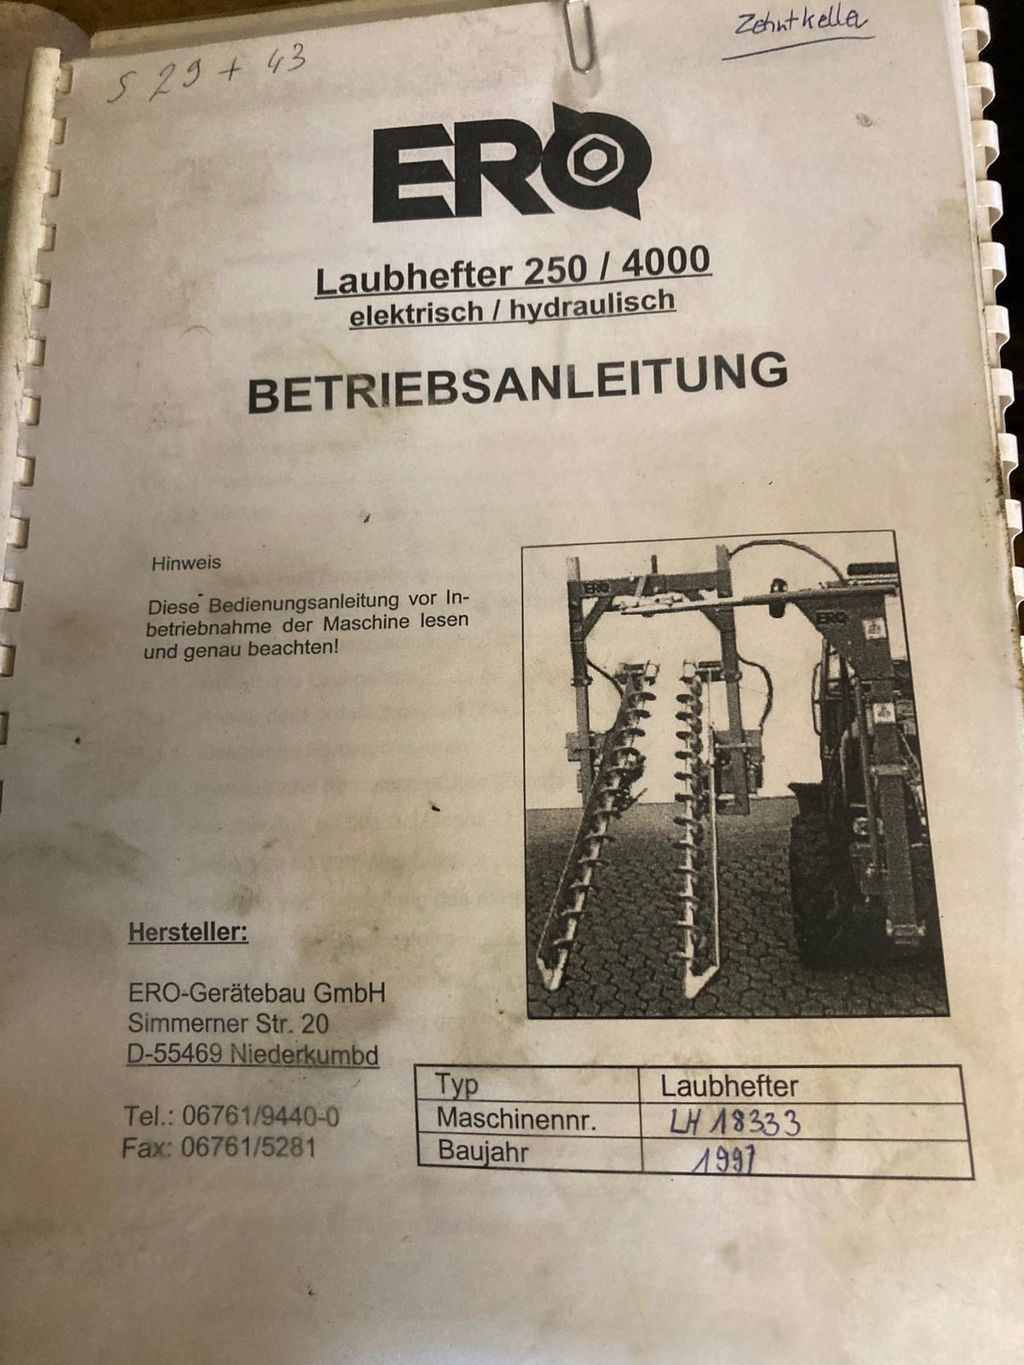 Zehntkeller
S 29 + 43
ERO
Laubhefter 250 / 4000
elektrisch / hydraulisch
BETRIEBSANLEITUNG
Hinweis
Diese Bedienungsanleitung vor In-
betriebnahme der Maschine lesen
und genau beachten!
ERO
ERO
Hersteller:
ERO-Gerätebau GmbH
Simmerner Str. 20
D-55469 Niederkumbd
Tel.: 06761/9440-0
Fax: 06761/5281
Typ Laubhefter
Maschinennr. LH 18333
Baujahr 1997